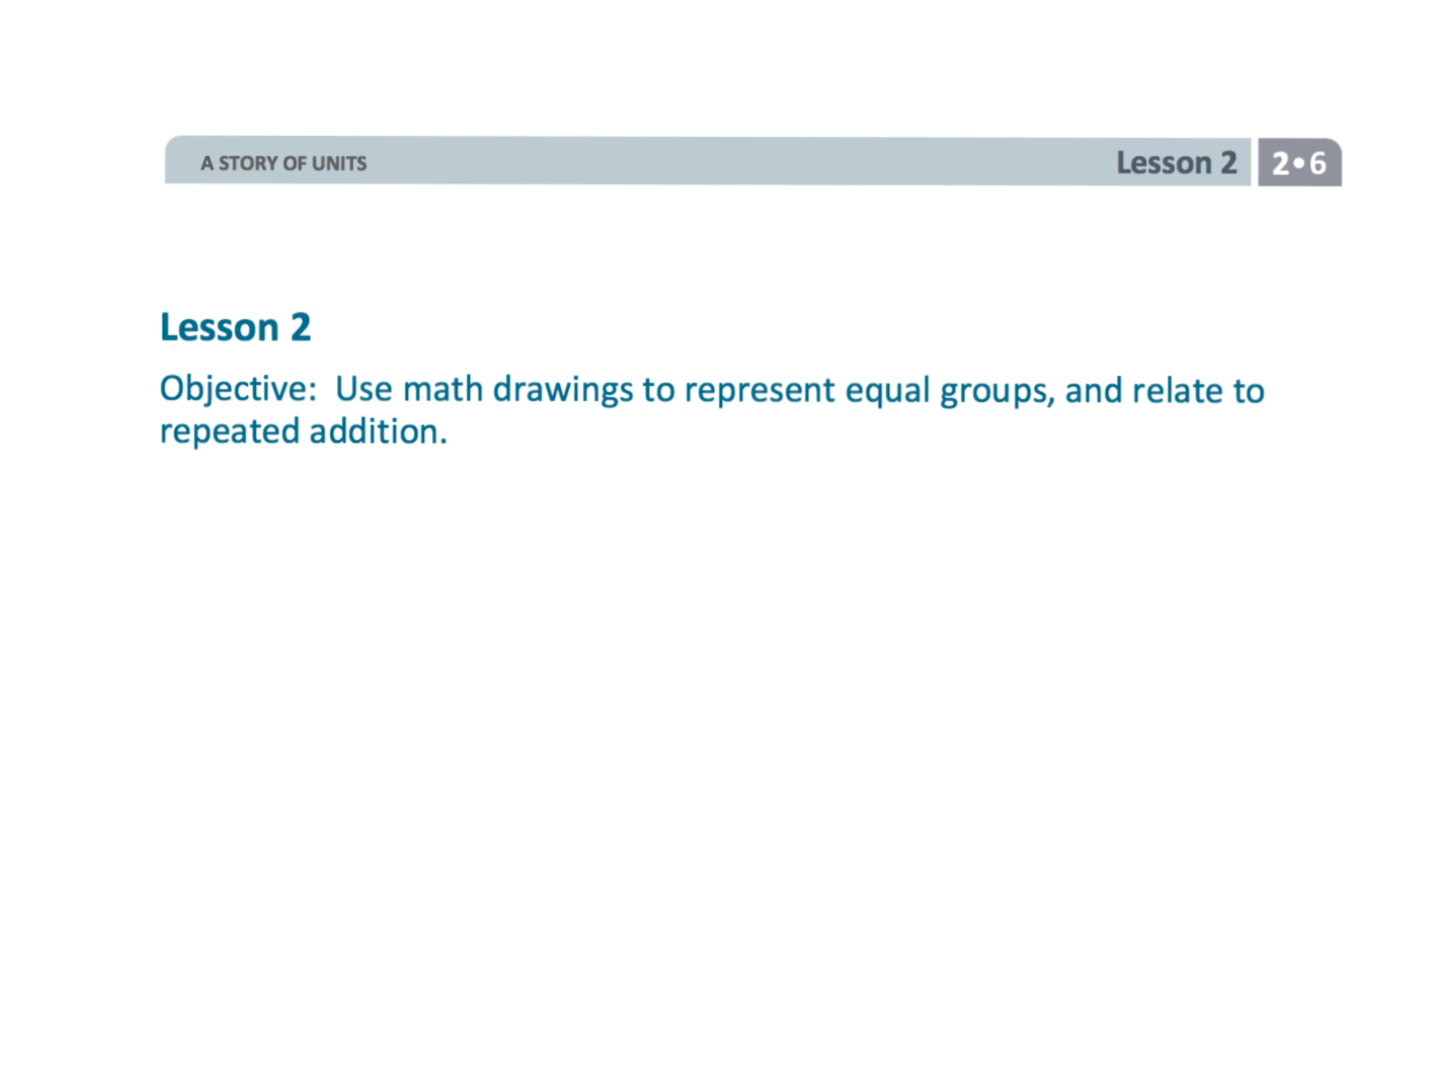 A STORY OF UNITS
Lesson 2
2•6
Lesson 2
Objective: Use math drawings to represent equal groups, and relate to
repeated addition.